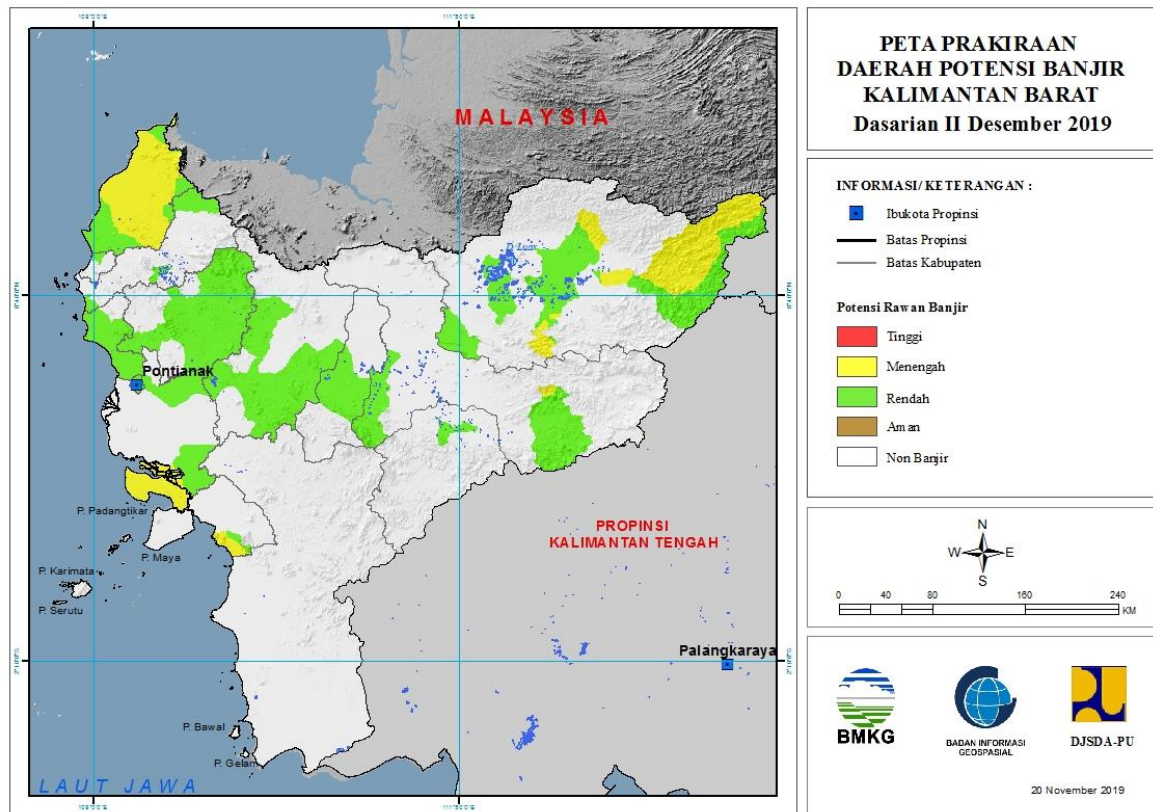 PETA PRAKIRAAN
DAERAH POTENSI BANJIR
KALIMANTAN BARAT
Dasarian II Desember 2019
INFORMASI/ KETERANGAN :
Ibukota Propinsi
Batas Propinsi
Batas Kabupaten
Potensi Rawan Banjir
Tinggi
Menengah
Rendah
Aman
Non Banjir
N
W E
S
0 40 80 160 240
KM
BMKG
BADAN INFORMASI
GEOSPASIAL
DJSDA-PU
20 November 2019
MALAYSIA
D. Luar
Pontianak
P. Padangtikar
P. Maya
P. Karimata
P. Serutu
PROPINSI
KALIMANTAN TENGAH
Palangkaraya
P. Bawal
P. Gelam
LAUT JAWA